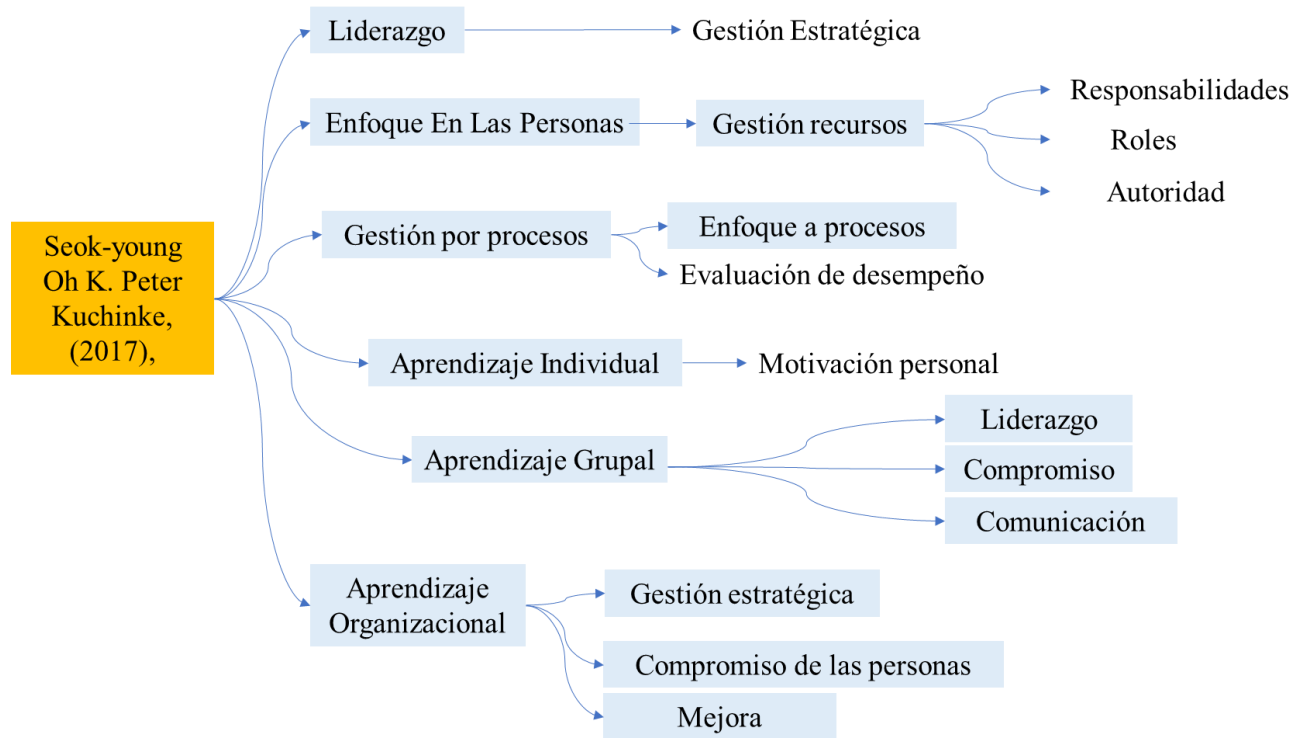 Liderazgo
Gestión Estratégica
Enfoque En Las Personas
Gestión recursos
Responsabilidades
Roles
Autoridad
Seok-young
Oh K. Peter
Kuchinke,
(2017),
Gestión por procesos
Enfoque a procesos
Evaluación de desempeño
Aprendizaje Individual
Motivación personal
Aprendizaje Grupal
Liderazgo
Compromiso
Comunicación
Aprendizaje
Organizacional
Gestión estratégica
Compromiso de las personas
Mejora